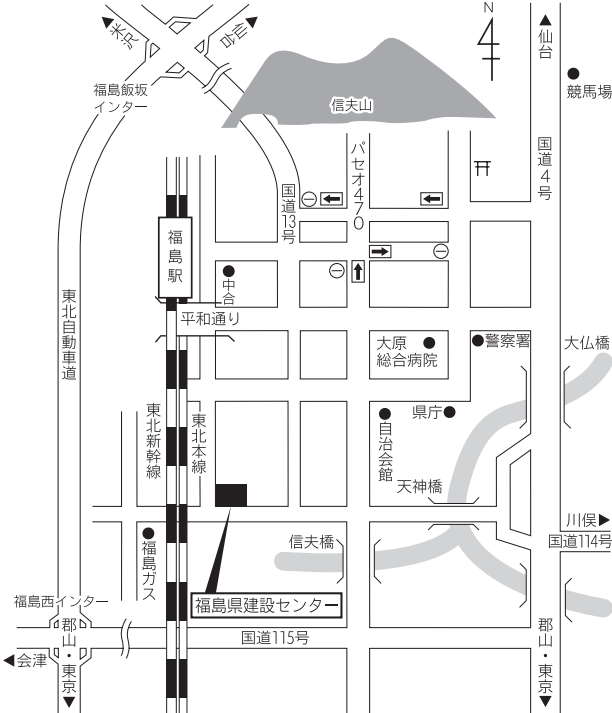 N
米沢
仙台
仙台
競馬場
福島飯坂
インター
信夫山
パセオ470
国道4号
国道13号
福島駅
中合
平和通り
東北自動車道
大原
総合病院
警察署
大仏橋
東北新幹線
東北本線
県庁
自治会館
天神橋
川俣
国道114号
信夫橋
福島ガス
福島県建設センター
福島西インター
国道115号
郡山・東京
会津
郡山・東京